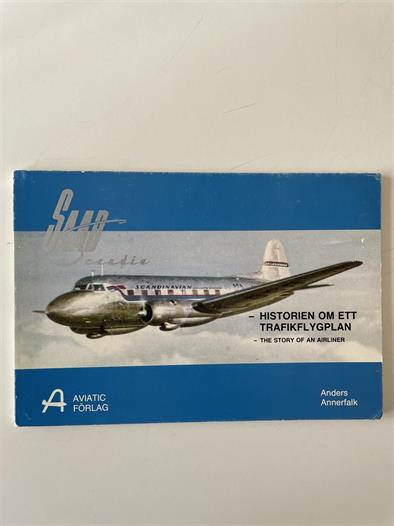 SAAB
Scandia
SCANDINAVIAN
– HISTORIEN OM ETT
TRAFIKFLYGPLAN
– THE STORY OF AN AIRLINER
A AVIATIC
FÖRLAG
Anders
Annerfalk